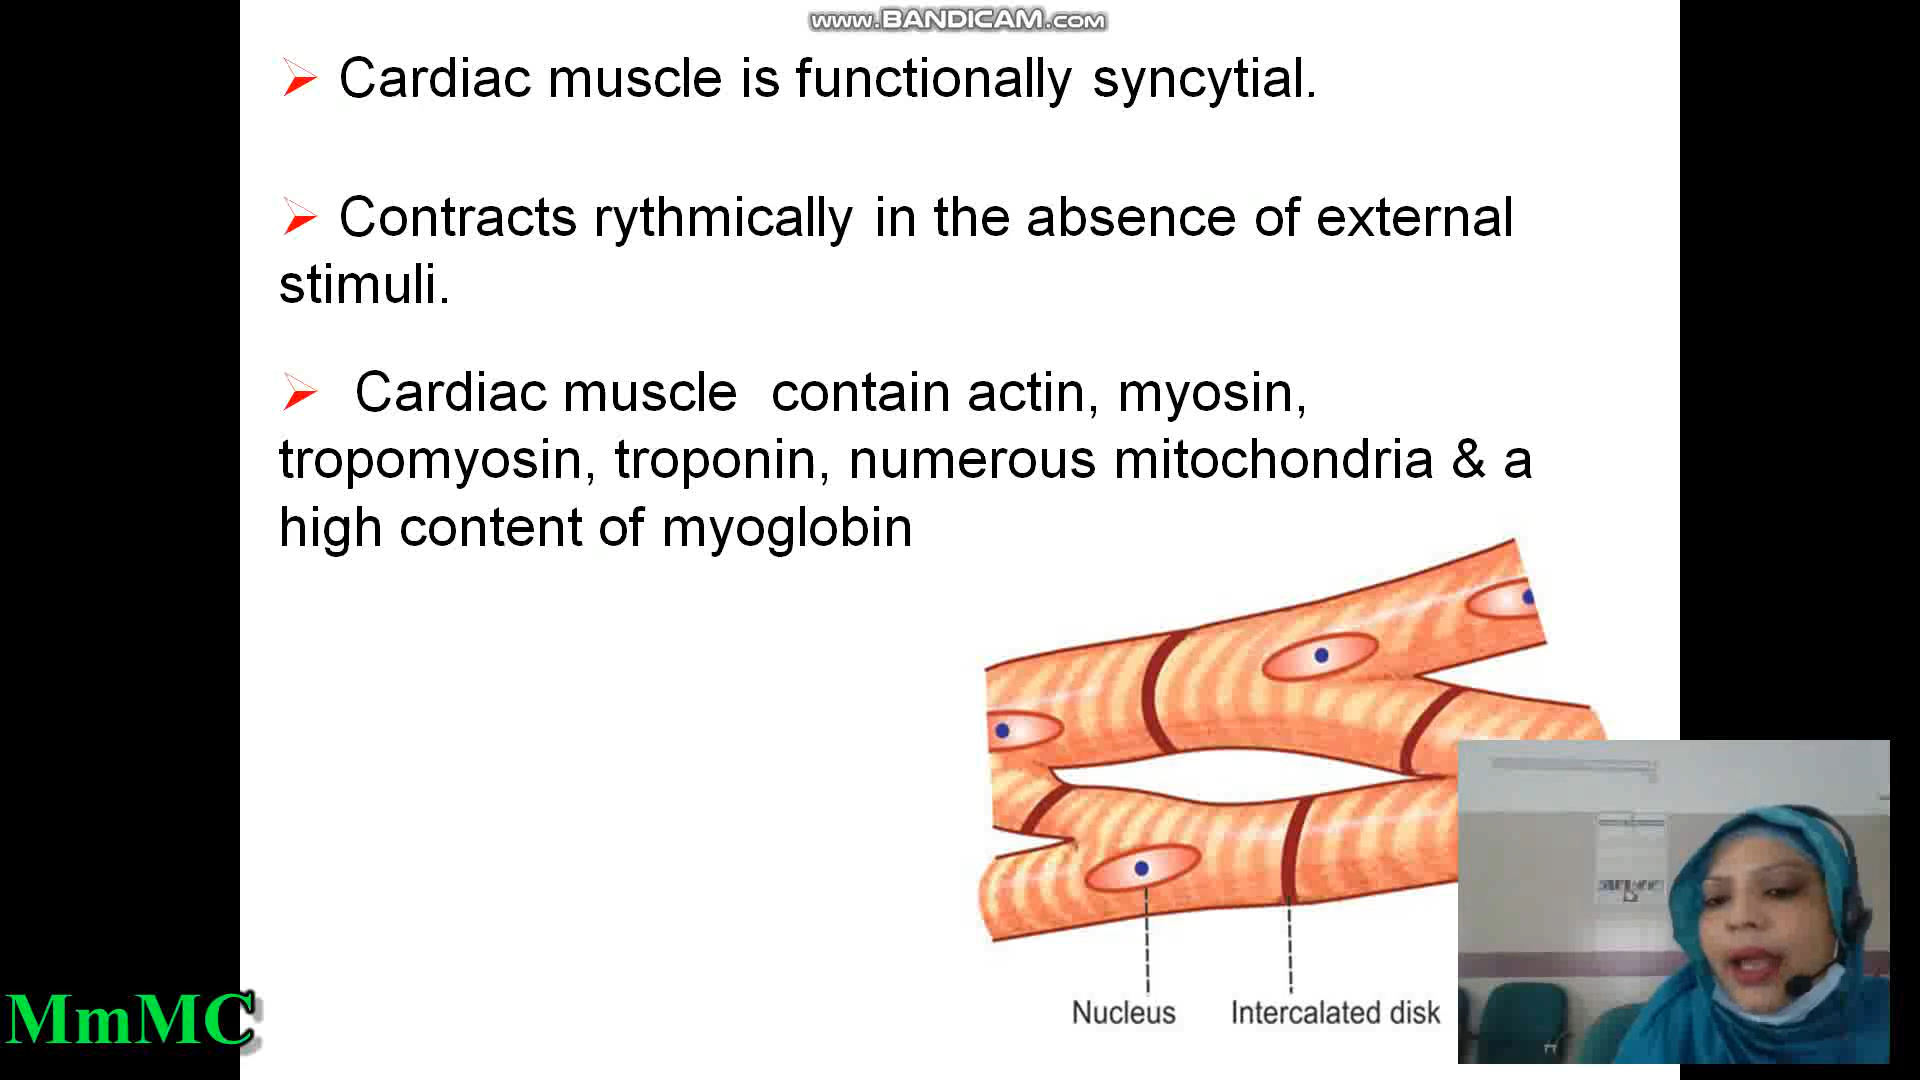 www.BANDICAM.com
Cardiac muscle is functionally syncytial.
Contracts rythmically in the absence of external
stimuli.
Cardiac muscle contain actin, myosin,
tropomyosin, troponin, numerous mitochondria & a
high content of myoglobin
Nucleus
Intercalated disk
MmMC